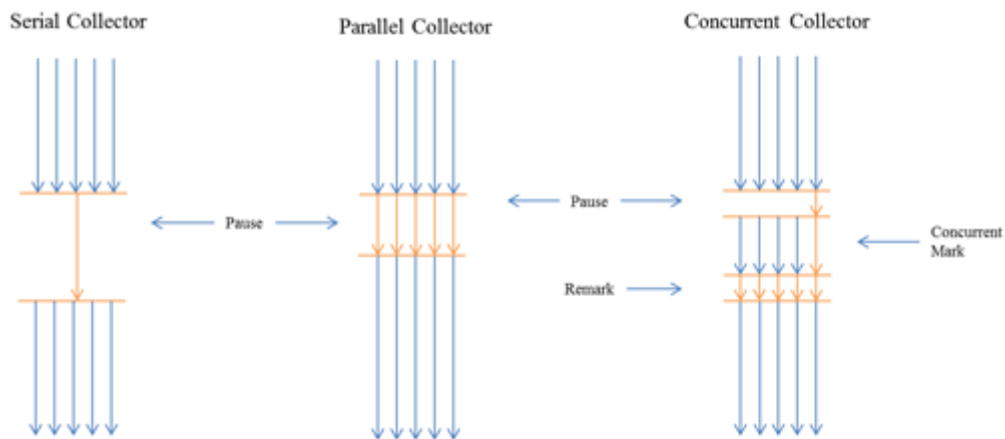 Serial Collector
Parallel Collector
Concurrent Collector
Pause
Pause
Concurrent
Mark
Remark